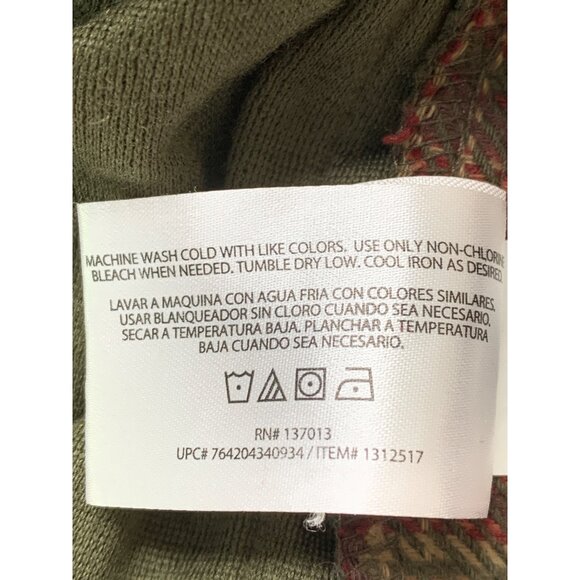 MACHINE WASH COLD WITH LIKE COLORS. USE ONLY NON-CHLORINE
BLEACH WHEN NEEDED. TUMBLE DRY LOW. COOL IRON AS DESIRED.
LAVAR A MAQUINA CON AGUA FRIA CON COLORES SIMILARES.
USAR BLANQUEADOR SIN CLORO CUANDO SEA NECESARIO.
SECAR A TEMPERATURA BAJA. PLANCHAR A TEMPERATURA
BAJA CUANDO SEA NECESARIO.
RN# 137013
UPC# 764204340934 / ITEM# 1312517